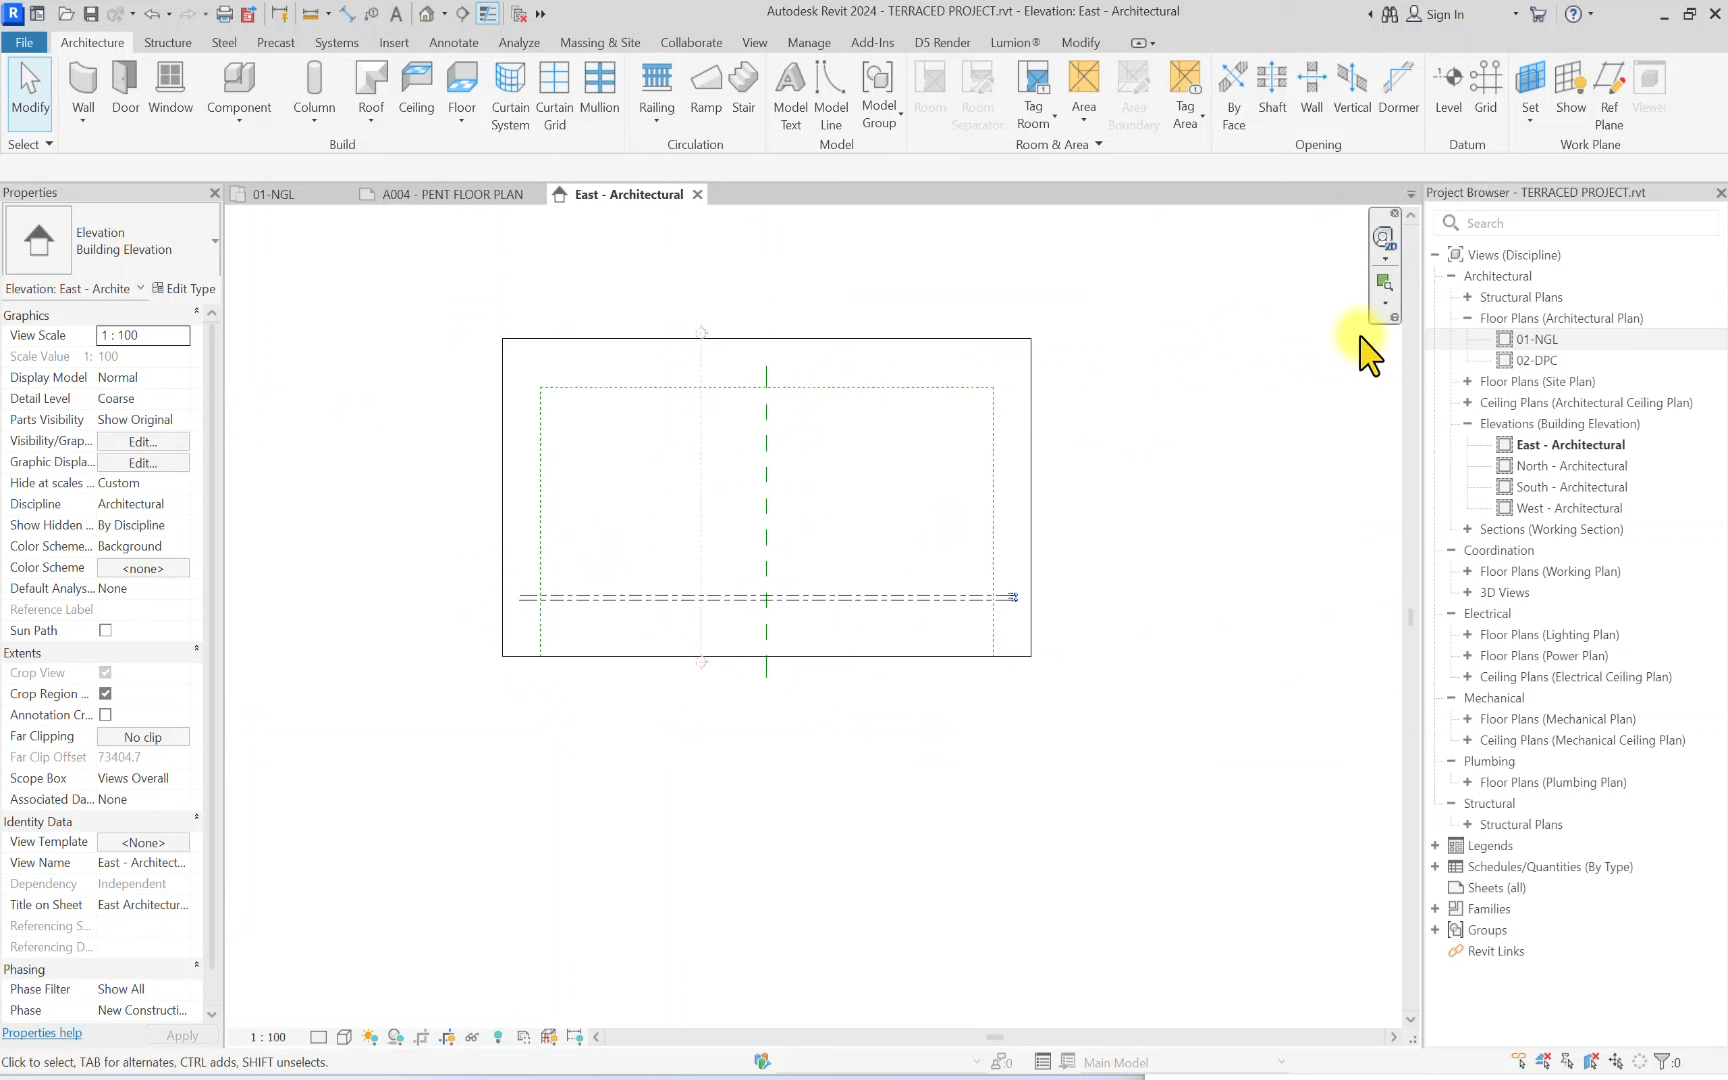 Autodesk Revit 2024 - TERRACED PROJECT.rvt - Elevation: East - Architectural
Sign In
File Architecture Structure Steel Precast Systems Insert Annotate Analyze Massing & Site Collaborate View Manage Add-Ins D5 Render Lumion® Modify
Modify Wall Door Window Component Column Roof Ceiling Floor Curtain System Curtain Grid Mullion Railing Ramp Stair Model Text Model Line Model Group Room Room Separator Tag Room Area Area Boundary Tag Area By Face Shaft Wall Vertical Dormer Level Grid Set Show Ref Plane Viewer
Select Build Circulation Model Room & Area Opening Datum Work Plane
Properties
01-NGL A004 - PENT FLOOR PLAN East - Architectural
Elevation
Building Elevation
Elevation: East - Archite Edit Type
Graphics
View Scale 1 : 100
Scale Value 1: 100
Display Model Normal
Detail Level Coarse
Parts Visibility Show Original
Visibility/Grap... Edit...
Graphic Displa... Edit...
Hide at scales ... Custom
Discipline Architectural
Show Hidden ... By Discipline
Color Scheme... Background
Color Scheme <none>
Default Analys... None
Reference Label
Sun Path
Extents
Crop View
Crop Region ...
Annotation Cr...
Far Clipping No clip
Far Clip Offset 73404.7
Scope Box Views Overall
Associated Da... None
Identity Data
View Template <None>
View Name East - Architect...
Dependency Independent
Title on Sheet East Architectur...
Referencing S...
Referencing D...
Phasing
Phase Filter Show All
Phase New Constructi...
Properties help Apply
2D
Project Browser - TERRACED PROJECT.rvt
Search
Views (Discipline)
Architectural
Structural Plans
Floor Plans (Architectural Plan)
01-NGL
02-DPC
Floor Plans (Site Plan)
Ceiling Plans (Architectural Ceiling Plan)
Elevations (Building Elevation)
East - Architectural
North - Architectural
South - Architectural
West - Architectural
Sections (Working Section)
Coordination
Floor Plans (Working Plan)
3D Views
Electrical
Floor Plans (Lighting Plan)
Floor Plans (Power Plan)
Ceiling Plans (Electrical Ceiling Plan)
Mechanical
Floor Plans (Mechanical Plan)
Ceiling Plans (Mechanical Ceiling Plan)
Plumbing
Floor Plans (Plumbing Plan)
Structural
Structural Plans
Legends
Schedules/Quantities (By Type)
Sheets (all)
Families
Groups
Revit Links
1 : 100
Click to select, TAB for alternates, CTRL adds, SHIFT unselects.
:0 Main Model :0